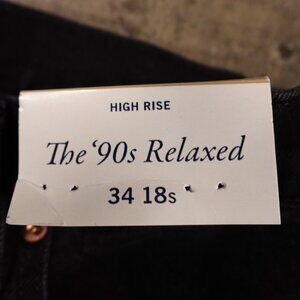 HIGH RISE
The ‘90s Relaxed
34 18s